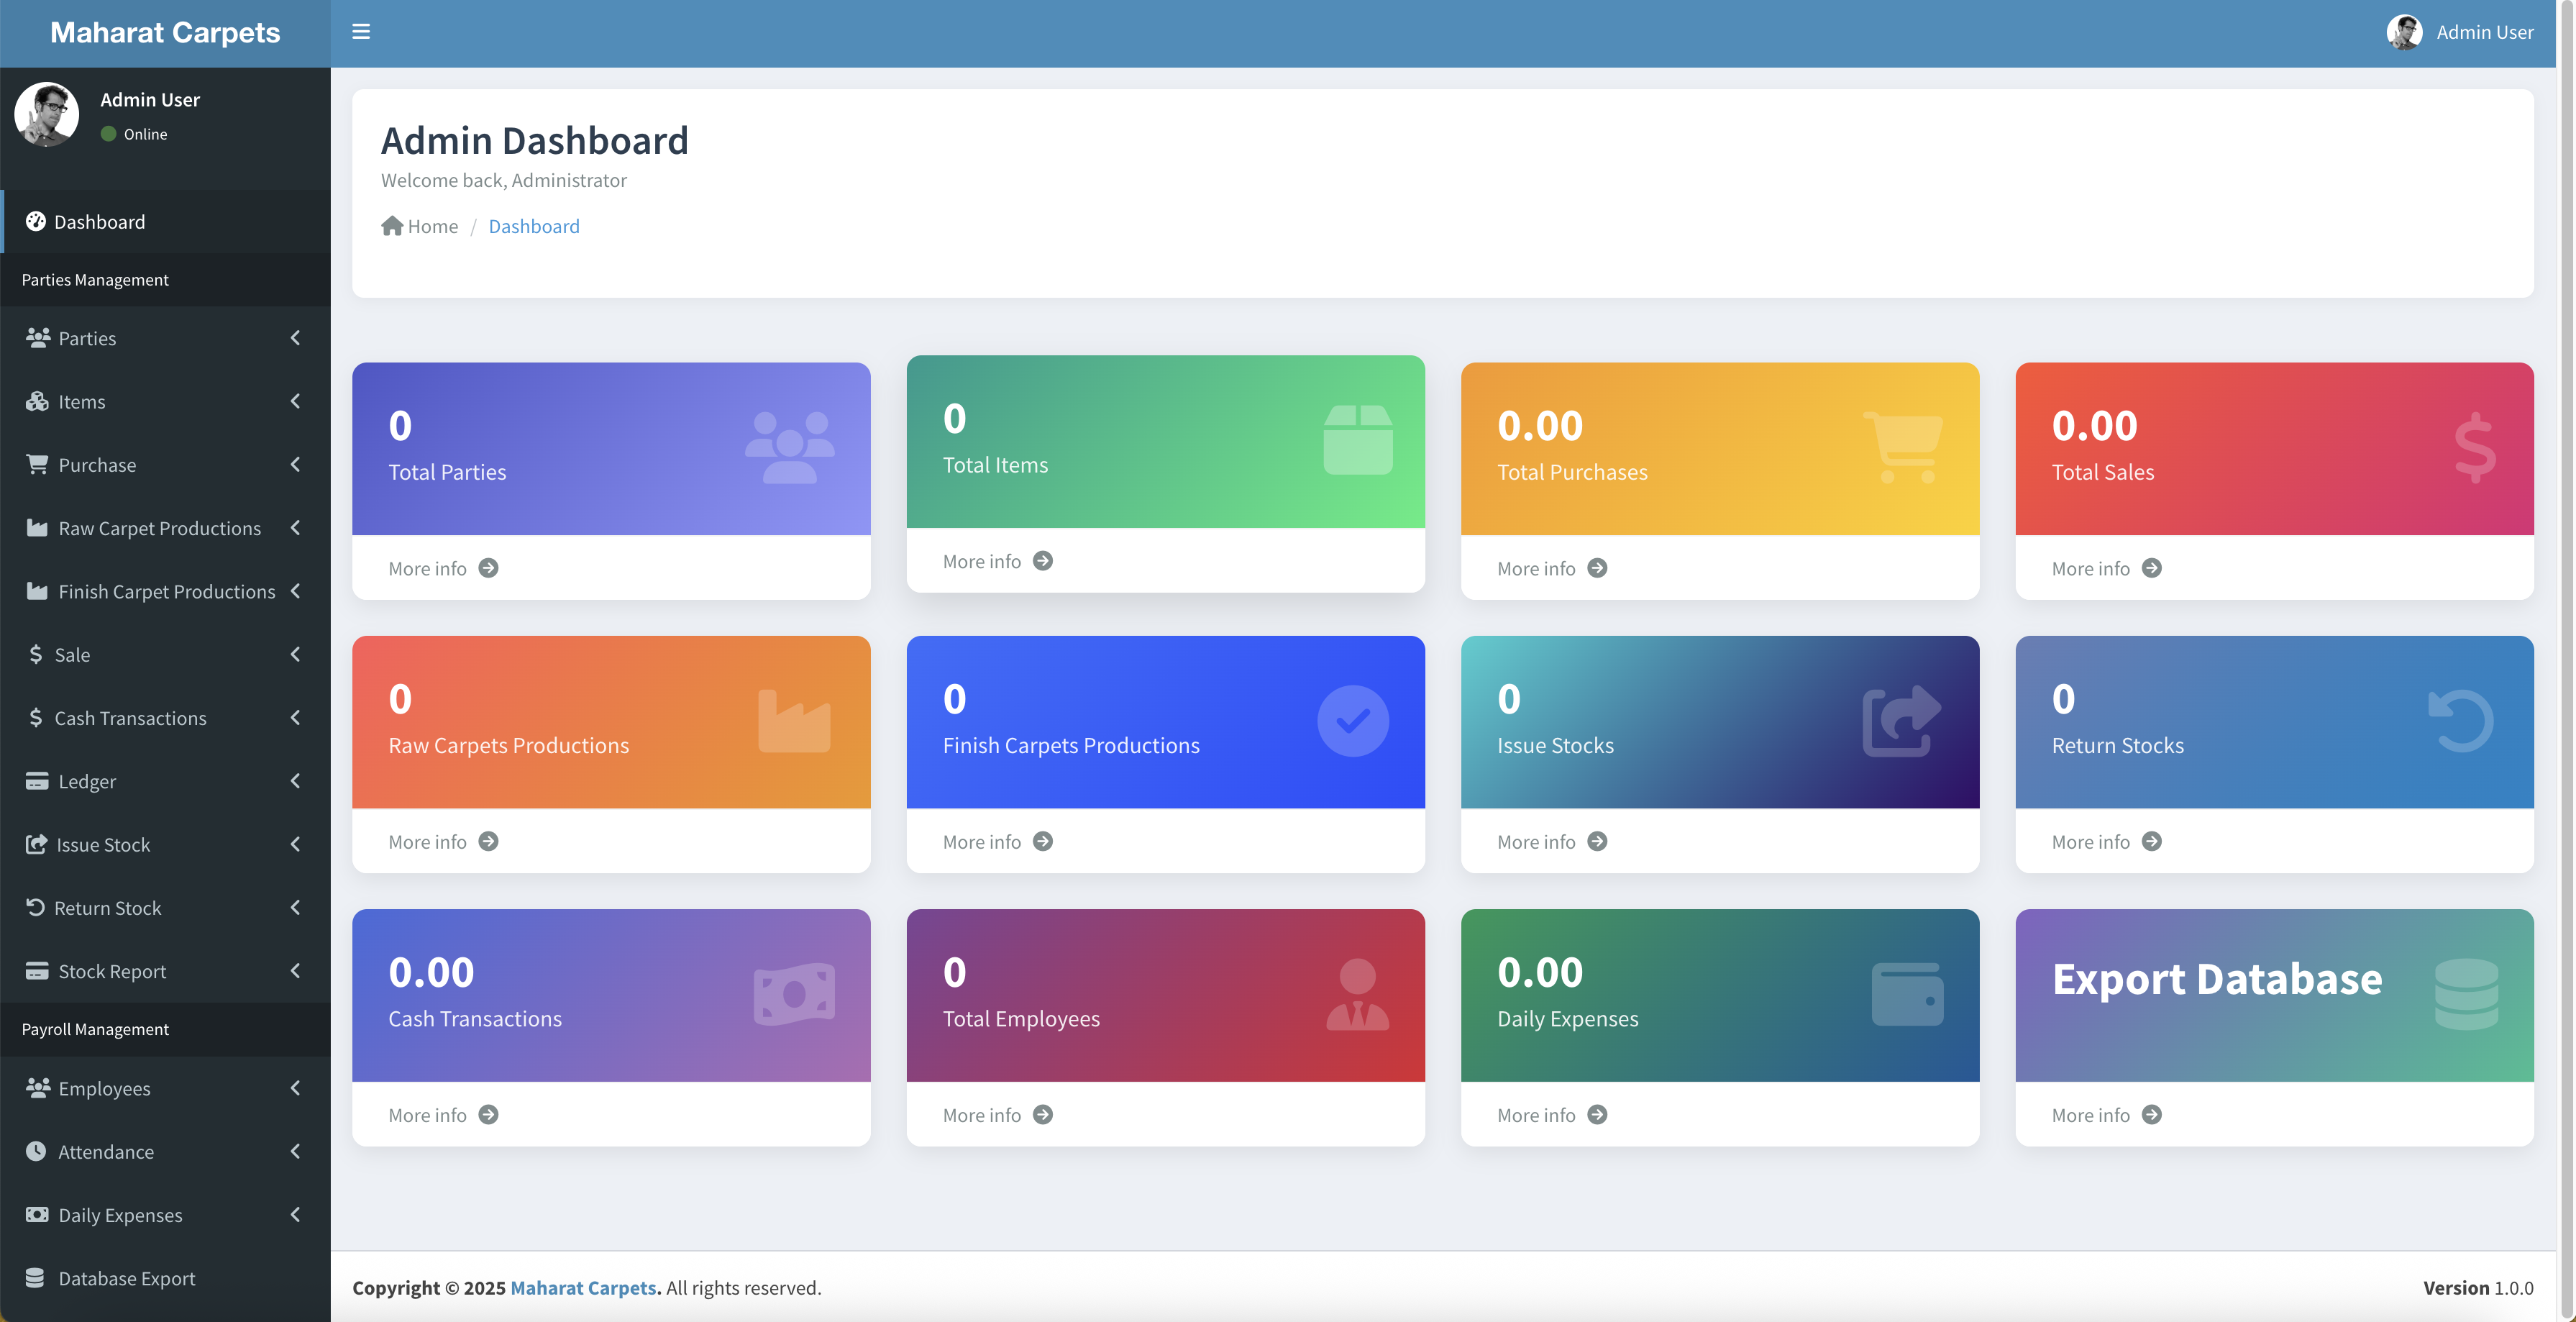 Maharat Carpets
Admin User
Admin User
Online
Dashboard
Parties Management
Parties
Items
Purchase
Raw Carpet Productions
Finish Carpet Productions
Sale
Cash Transactions
Ledger
Issue Stock
Return Stock
Stock Report
Payroll Management
Employees
Attendance
Daily Expenses
Database Export
Admin Dashboard
Welcome back, Administrator
Home / Dashboard
0
Total Parties
More info
0
Total Items
More info
0.00
Total Purchases
More info
0.00
Total Sales
More info
0
Raw Carpets Productions
More info
0
Finish Carpets Productions
More info
0
Issue Stocks
More info
0
Return Stocks
More info
0.00
Cash Transactions
More info
0
Total Employees
More info
0.00
Daily Expenses
More info
Export Database
More info
Copyright © 2025 Maharat Carpets. All rights reserved.
Version 1.0.0